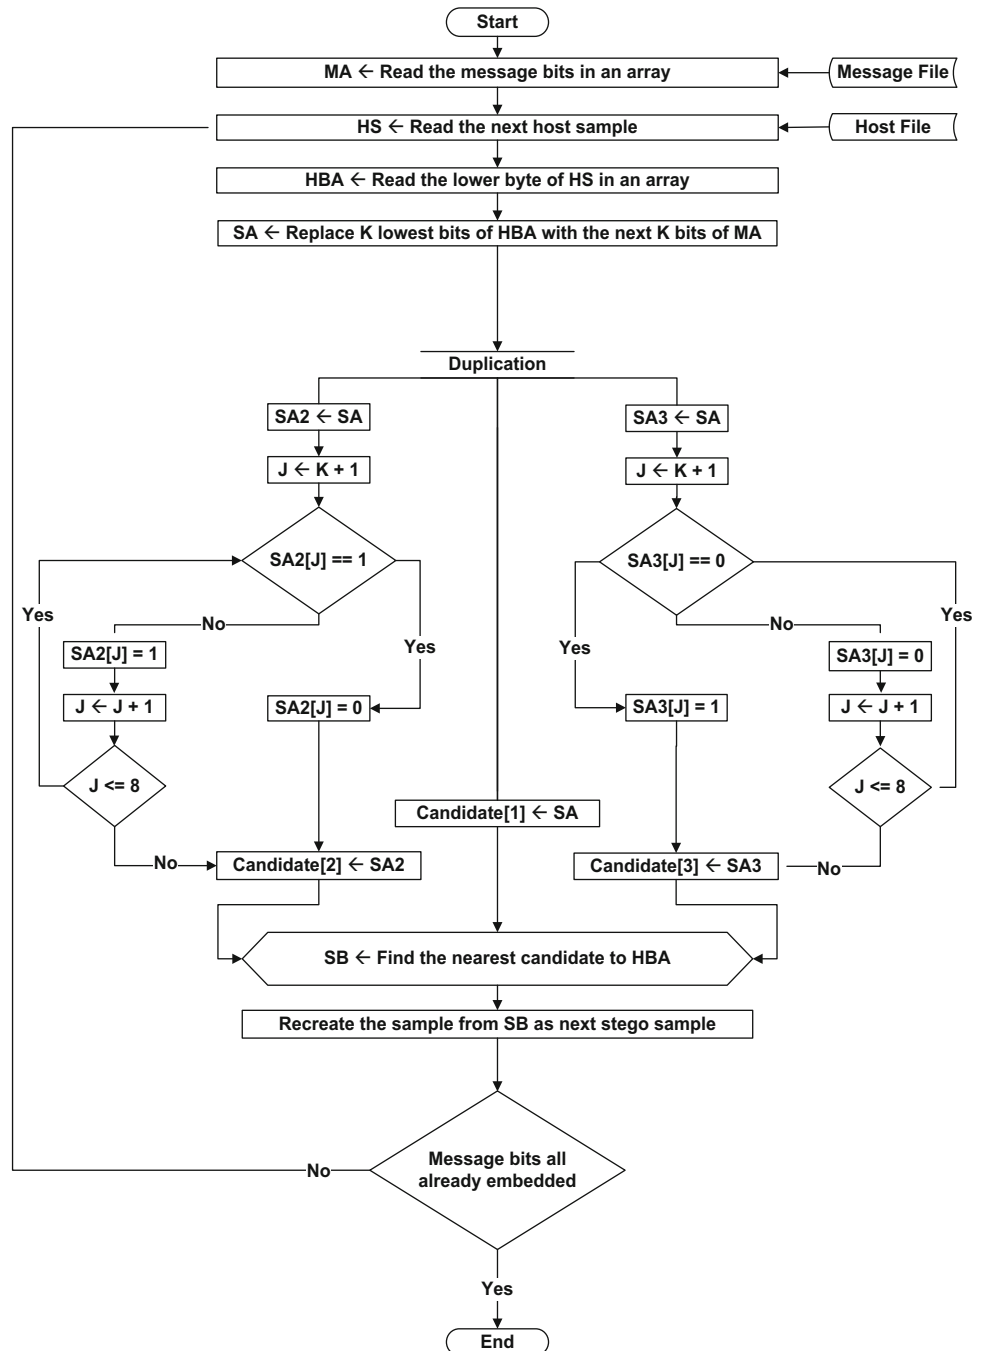 Start
MA ← Read the message bits in an array
Message File
HS ← Read the next host sample
Host File
HBA ← Read the lower byte of HS in an array
SA ← Replace K lowest bits of HBA with the next K bits of MA
Duplication
SA2 ← SA
SA3 ← SA
J ← K + 1
J ← K + 1
SA2[J] == 1
SA3[J] == 0
Yes
No
Yes
Yes
No
Yes
SA2[J] = 1
SA3[J] = 0
J ← J + 1
SA2[J] = 0
SA3[J] = 1
J ← J + 1
J <= 8
J <= 8
Candidate[1] ← SA
No
Candidate[2] ← SA2
Candidate[3] ← SA3
No
SB ← Find the nearest candidate to HBA
Recreate the sample from SB as next stego sample
Message bits all
already embedded
No
Yes
End